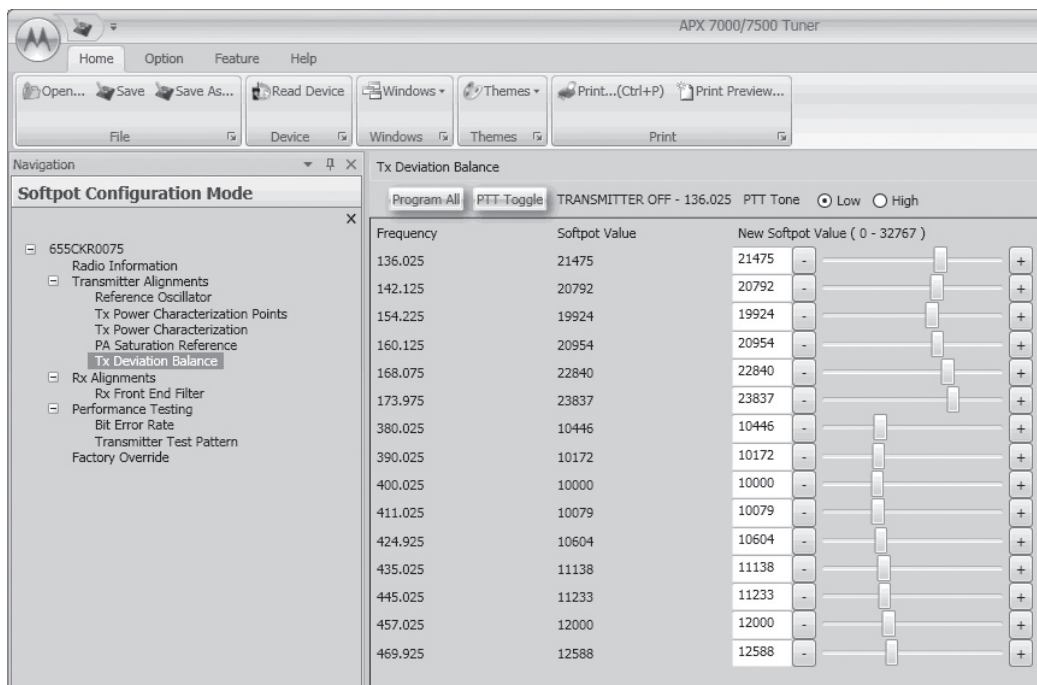 APX 7000/7500 Tuner
Home Option Feature Help
Open... Save Save As... Read Device Windows Themes Print...(Ctrl+P) Print Preview...
File Device Windows Themes Print
Navigation
Softpot Configuration Mode
655CKR0075
Radio Information
Transmitter Alignments
Reference Oscillator
Tx Power Characterization Points
Tx Power Characterization
PA Saturation Reference
Tx Deviation Balance
Rx Alignments
Rx Front End Filter
Performance Testing
Bit Error Rate
Transmitter Test Pattern
Factory Override
Tx Deviation Balance
Program All PTT Toggle TRANSMITTER OFF - 136.025 PTT Tone Low High
Frequency Softpot Value New Softpot Value ( 0 - 32767 )
136.025 21475 21475 - +
142.125 20792 20792 - +
154.225 19924 19924 - +
160.125 20954 20954 - +
168.075 22840 22840 - +
173.975 23837 23837 - +
380.025 10446 10446 - +
390.025 10172 10172 - +
400.025 10000 10000 - +
411.025 10079 10079 - +
424.925 10604 10604 - +
435.025 11138 11138 - +
445.025 11233 11233 - +
457.025 12000 12000 - +
469.925 12588 12588 - +